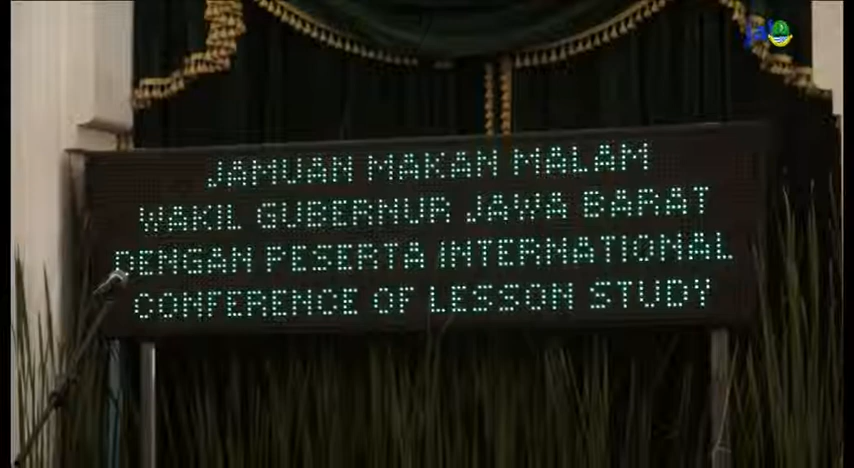 JAMUAN MAKAN MALAM
WAKIL GUBERNUR JAWA BARAT
DENGAN PESERTA INTERNATIONAL
CONFERENCE OF LESSON STUDY